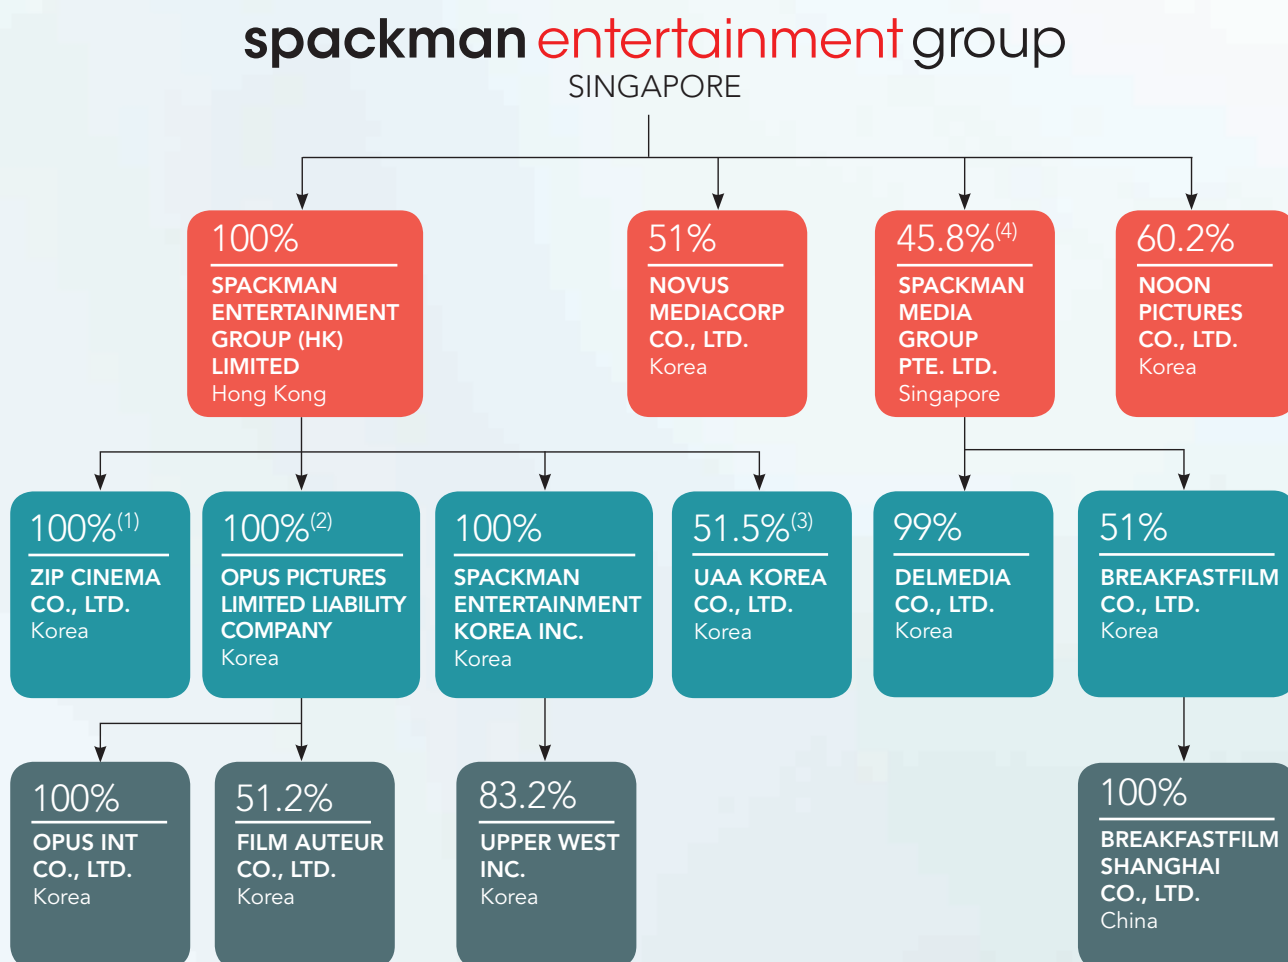 spackman entertainment group
SINGAPORE
100%
SPACKMAN
ENTERTAINMENT
GROUP (HK)
LIMITED
Hong Kong
51%
NOVUS
MEDIACORP
CO., LTD.
Korea
45.8%(4)
SPACKMAN
MEDIA
GROUP
PTE. LTD.
Singapore
60.2%
NOON
PICTURES
CO., LTD.
Korea
100%(1)
ZIP CINEMA
CO., LTD.
Korea
100%(2)
OPUS PICTURES
LIMITED LIABILITY
COMPANY
Korea
100%
SPACKMAN
ENTERTAINMENT
KOREA INC.
Korea
51.5%(3)
UAA KOREA
CO., LTD.
Korea
99%
DELMEDIA
CO., LTD.
Korea
51%
BREAKFASTFILM
CO., LTD.
Korea
100%
OPUS INT
CO., LTD.
Korea
51.2%
FILM AUTEUR
CO., LTD.
Korea
83.2%
UPPER WEST
INC.
Korea
100%
BREAKFASTFILM
SHANGHAI
CO., LTD.
China